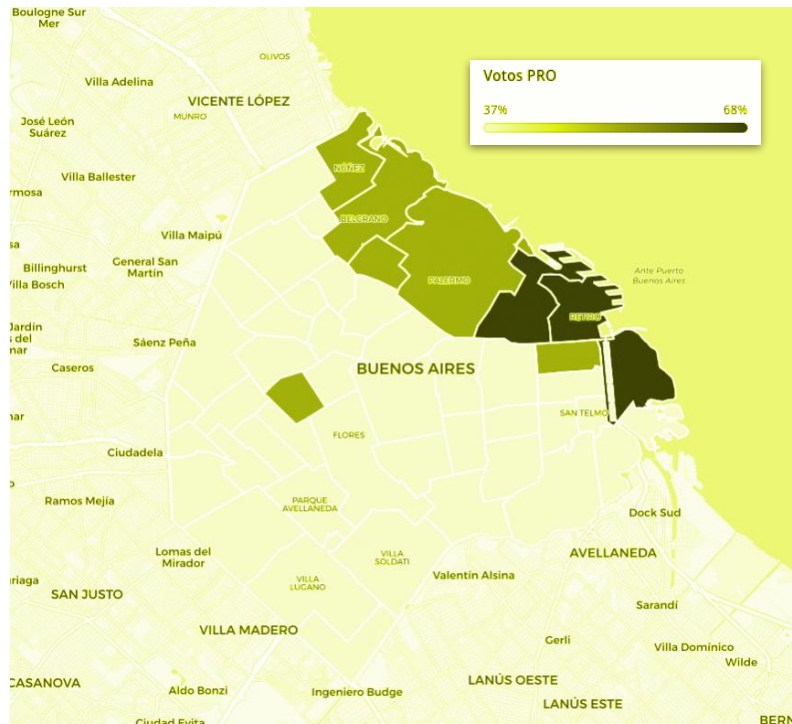 Boulogne Sur
Mer
OLIVOS
Villa Adelina
Votos PRO
VICENTE LÓPEZ
37%
68%
MUNRO
José León
Suárez
NÚÑEZ
Villa Ballester
BELGRANO
Villa Maipú
General San
Martín
Billinghurst
Villa Bosch
PALERMO
Ante Puerto
Buenos Aires
RETIRO
Sáenz Peña
Caseros
BUENOS AIRES
SAN TELMO
FLORES
Ciudadela
Ramos Mejía
PARQUE
AVELLANEDA
Dock Sud
Lomas del
Mirador
VILLA
SOLDATI
AVELLANEDA
Valentín Alsina
VILLA
LUGANO
SAN JUSTO
Sarandí
VILLA MADERO
Gerli
Villa Domínico
Wilde
CASANOVA
Aldo Bonzi
Ingeniero Budge
LANÚS OESTE
LANÚS ESTE
Ciudad Evita
BERN